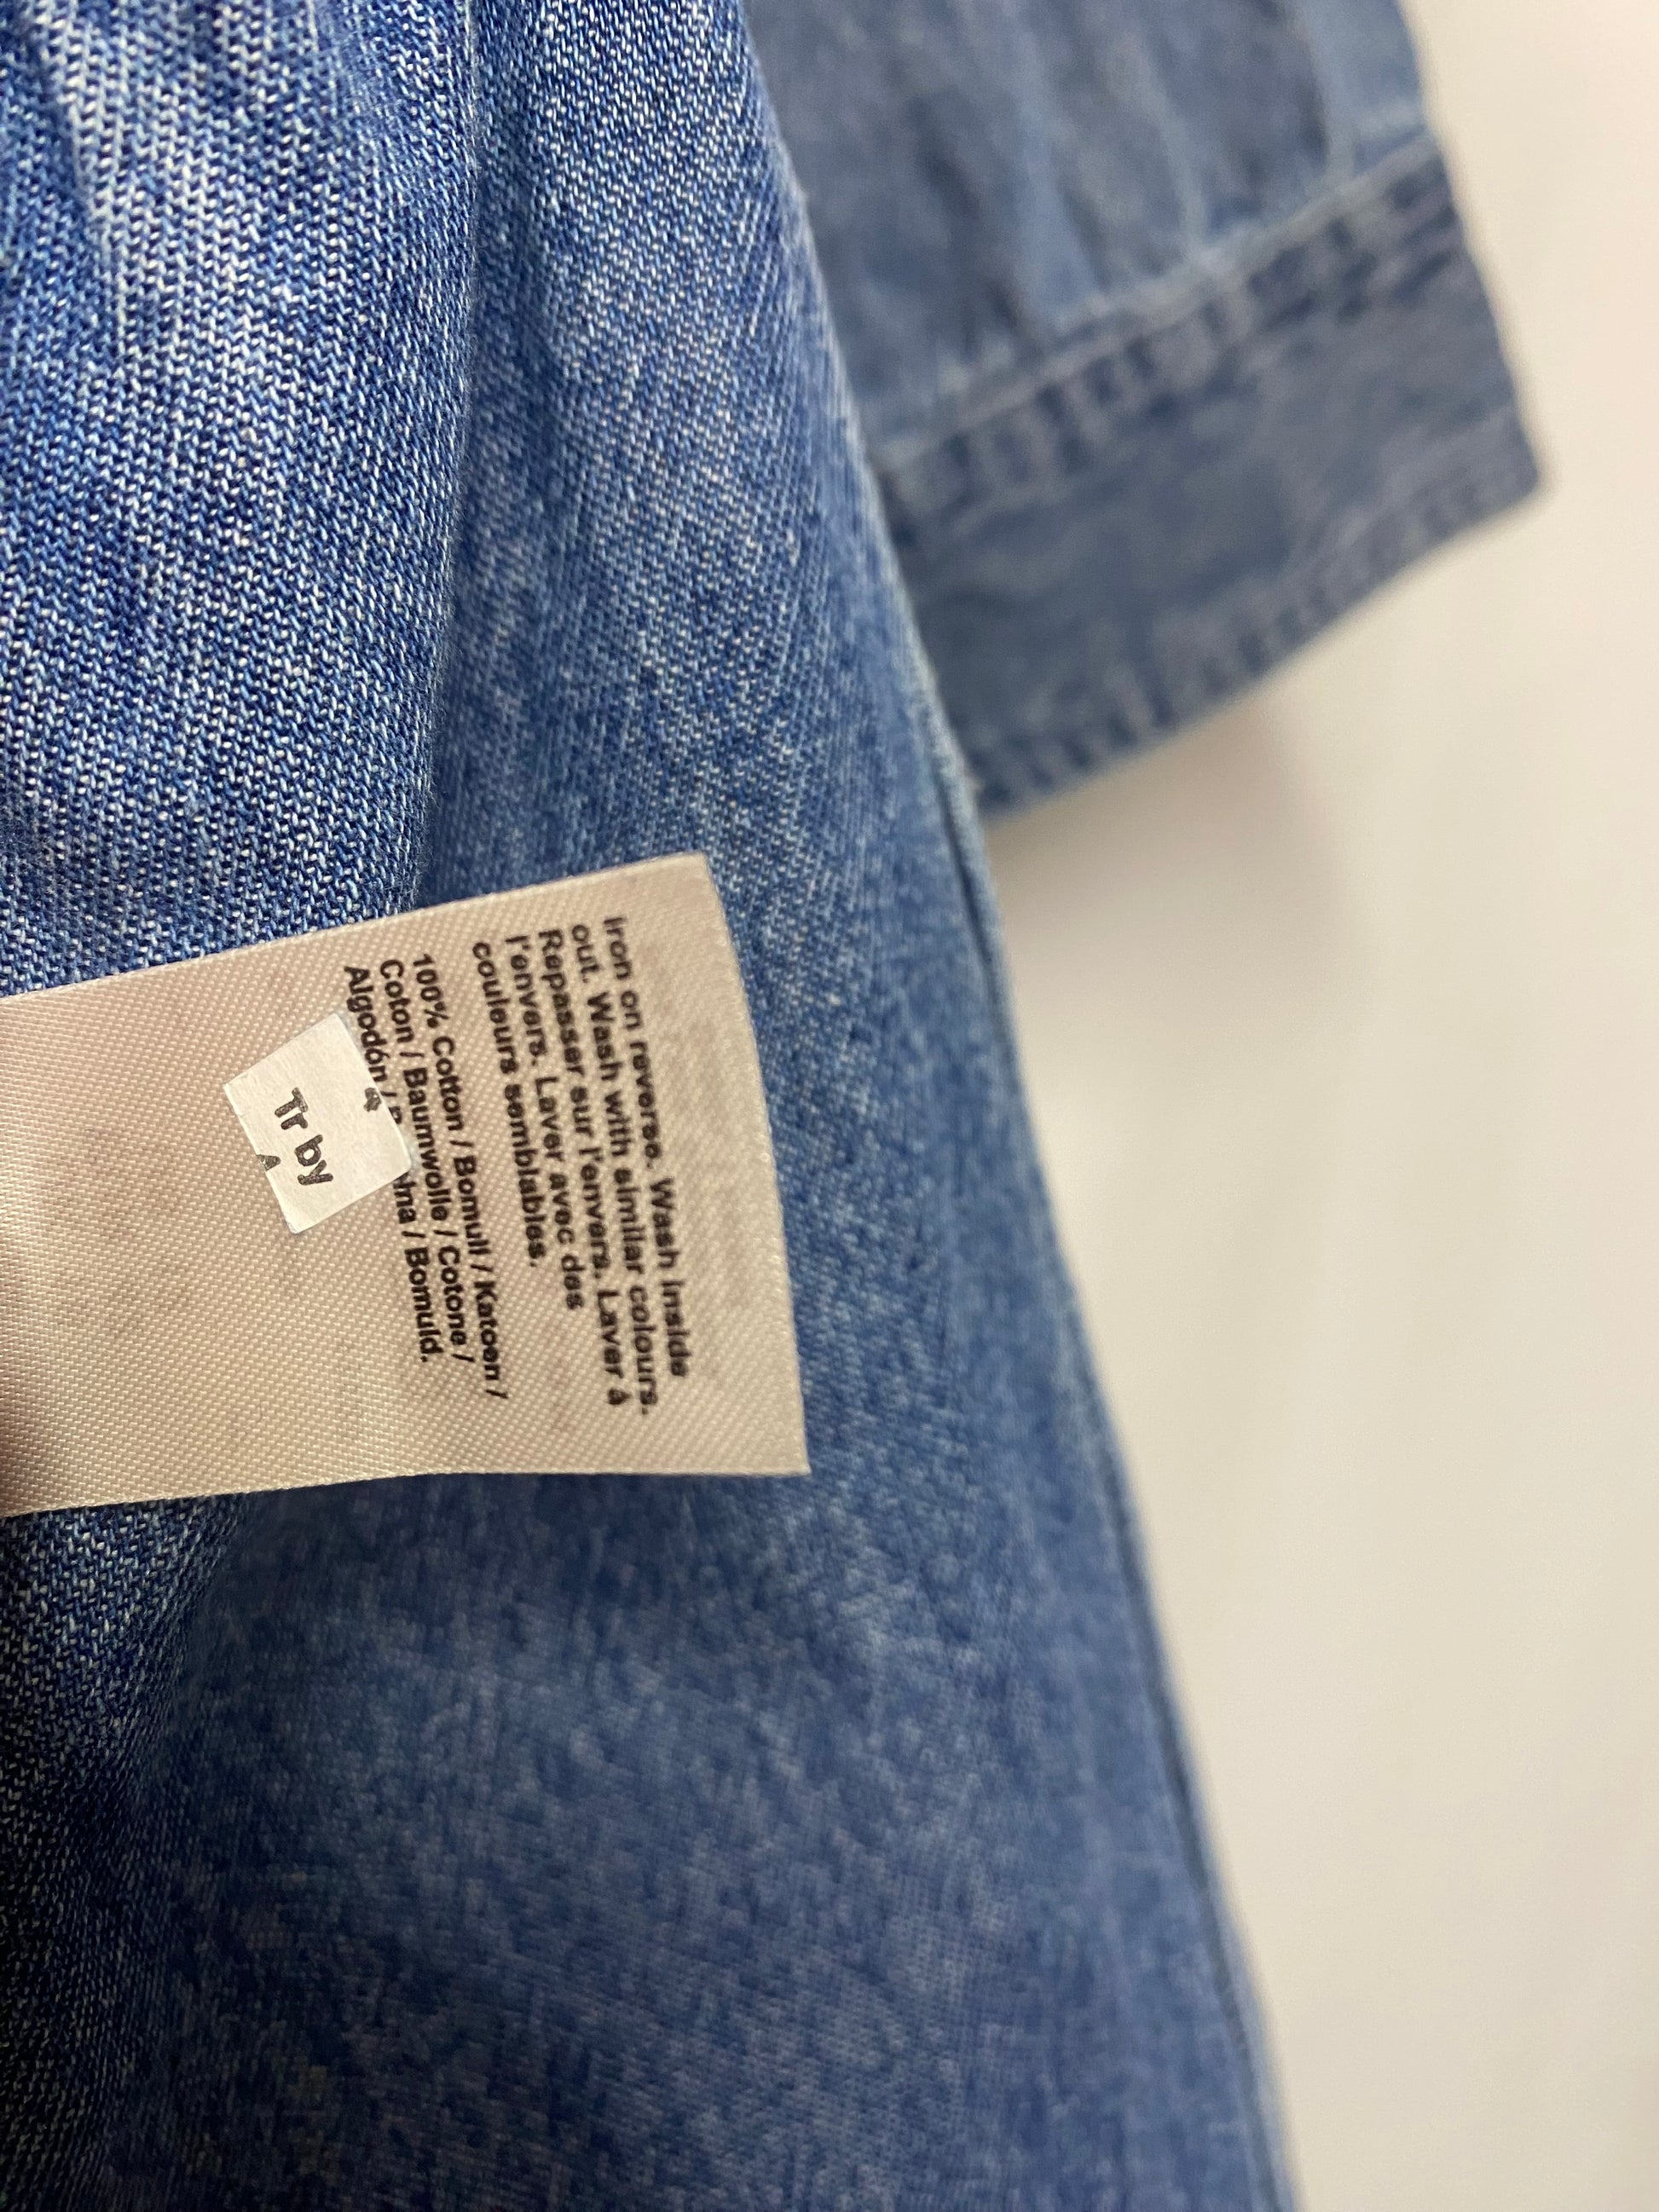 Iron on reverse. Wash inside
out. Wash with similar colours.
Repasser sur l'envers. Laver à
l'envers. Laver avec des
couleurs semblables.
100% Cotton / Bomull / Katoen /
Coton / Baumwolle / Cotone /
Algodón / / Bomuld.
Tr by